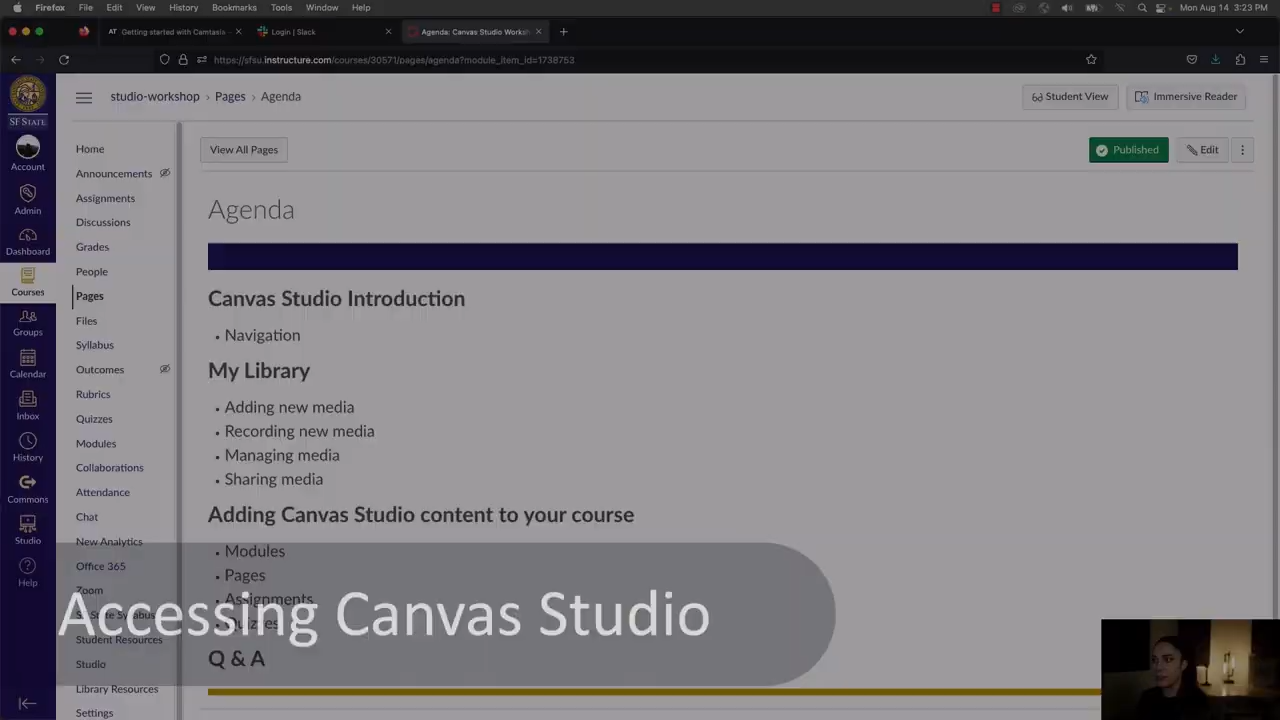 Firefox File Edit View History Bookmarks Tools Window Help Mon Aug 14 3:23 PM
Getting started with Camtasia Login | Slack Agenda: Canvas Studio Worksh
https://sfsu.instructure.com/courses/30571/pages/agenda?module_item_id=1738753
SF STATE
Account
Admin
Dashboard
Courses
Groups
Calendar
Inbox
History
Commons
Studio
Help
studio-workshop › Pages › Agenda
Student View
Immersive Reader
Home
Announcements
Assignments
Discussions
Grades
People
Pages
Files
Syllabus
Outcomes
Rubrics
Quizzes
Modules
Collaborations
Attendance
Chat
New Analytics
Office 365
Zoom
SF State Syllabus
Student Resources
Studio
Library Resources
Settings
View All Pages
Published
Edit
Agenda
Canvas Studio Introduction
• Navigation
My Library
• Adding new media
• Recording new media
• Managing media
• Sharing media
Adding Canvas Studio content to your course
• Modules
• Pages
• Assignments
• Quizzes
Q & A
Accessing Canvas Studio